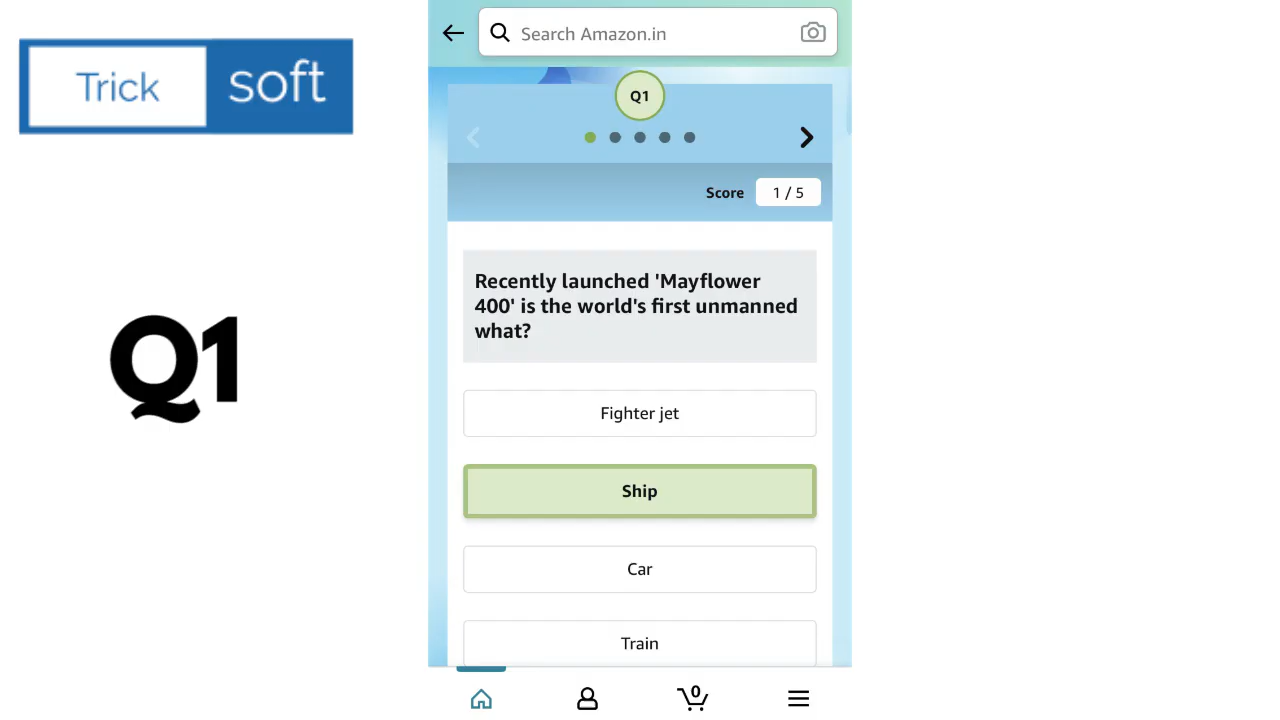 Trick soft
Search Amazon.in
Q1
Score 1 / 5
Recently launched 'Mayflower
400' is the world's first unmanned
what?
Q1
Fighter jet
Ship
Car
Train
0